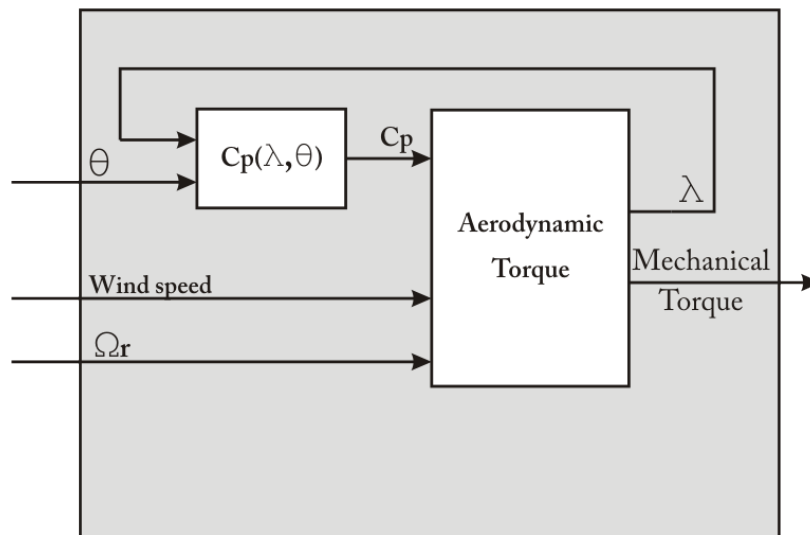 Cp
θ
Cp(λ,θ)
λ
Aerodynamic
Torque
Mechanical
Torque
Wind speed
Ωr